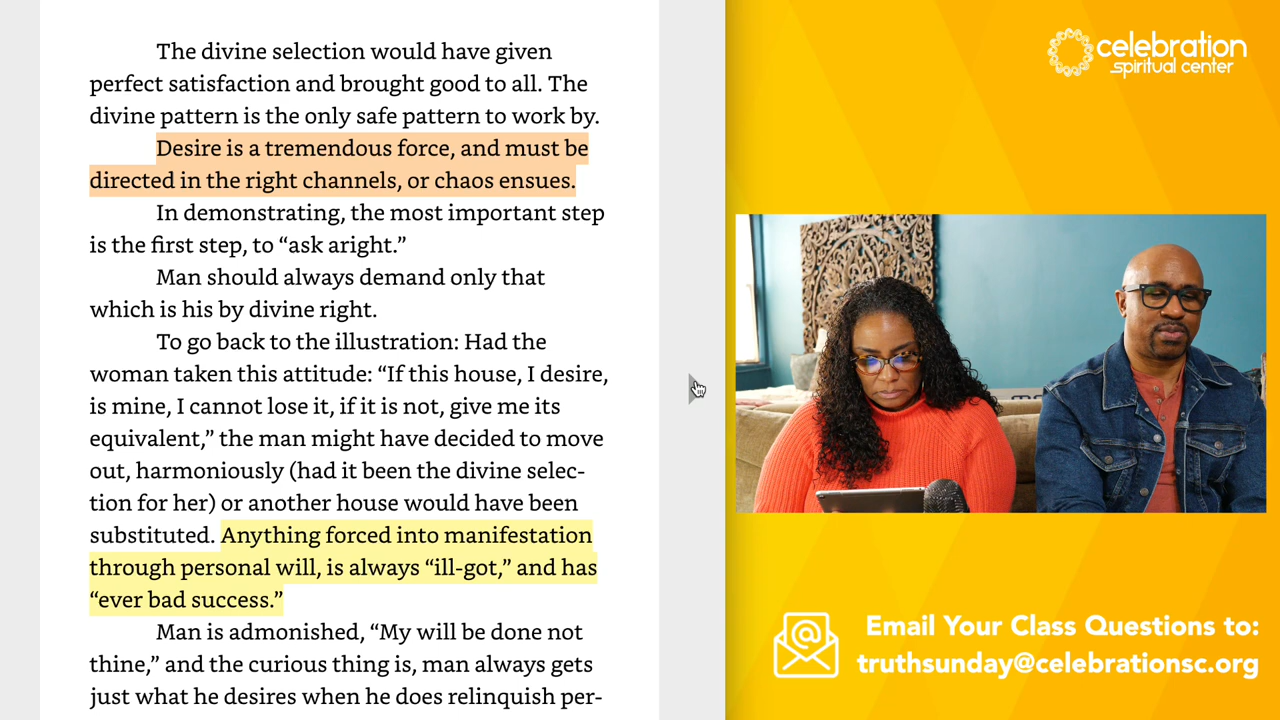 The divine selection would have given
perfect satisfaction and brought good to all. The
divine pattern is the only safe pattern to work by.
Desire is a tremendous force, and must be
directed in the right channels, or chaos ensues.
In demonstrating, the most important step
is the first step, to “ask aright.”
Man should always demand only that
which is his by divine right.
To go back to the illustration: Had the
woman taken this attitude: “If this house, I desire,
is mine, I cannot lose it, if it is not, give me its
equivalent,” the man might have decided to move
out, harmoniously (had it been the divine selec-
tion for her) or another house would have been
substituted. Anything forced into manifestation
through personal will, is always “ill-got,” and has
“ever bad success.”
Man is admonished, “My will be done not
thine,” and the curious thing is, man always gets
just what he desires when he does relinquish per-
celebration
spiritual center
Email Your Class Questions to:
truthsunday@celebrationsc.org